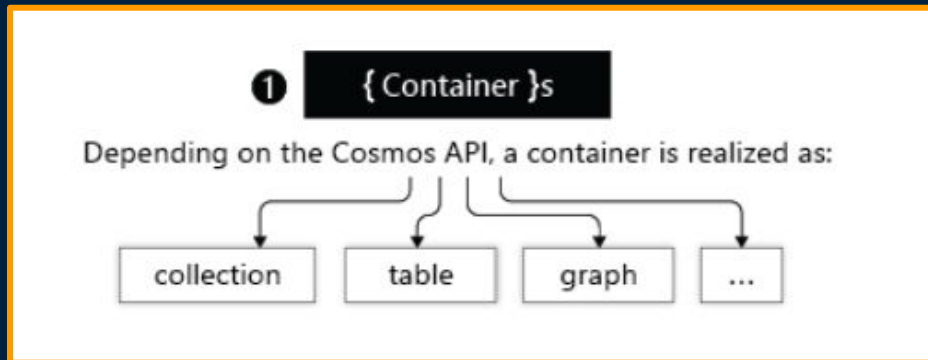 ❶ { Container }s
Depending on the Cosmos API, a container is realized as:
collection table graph ...